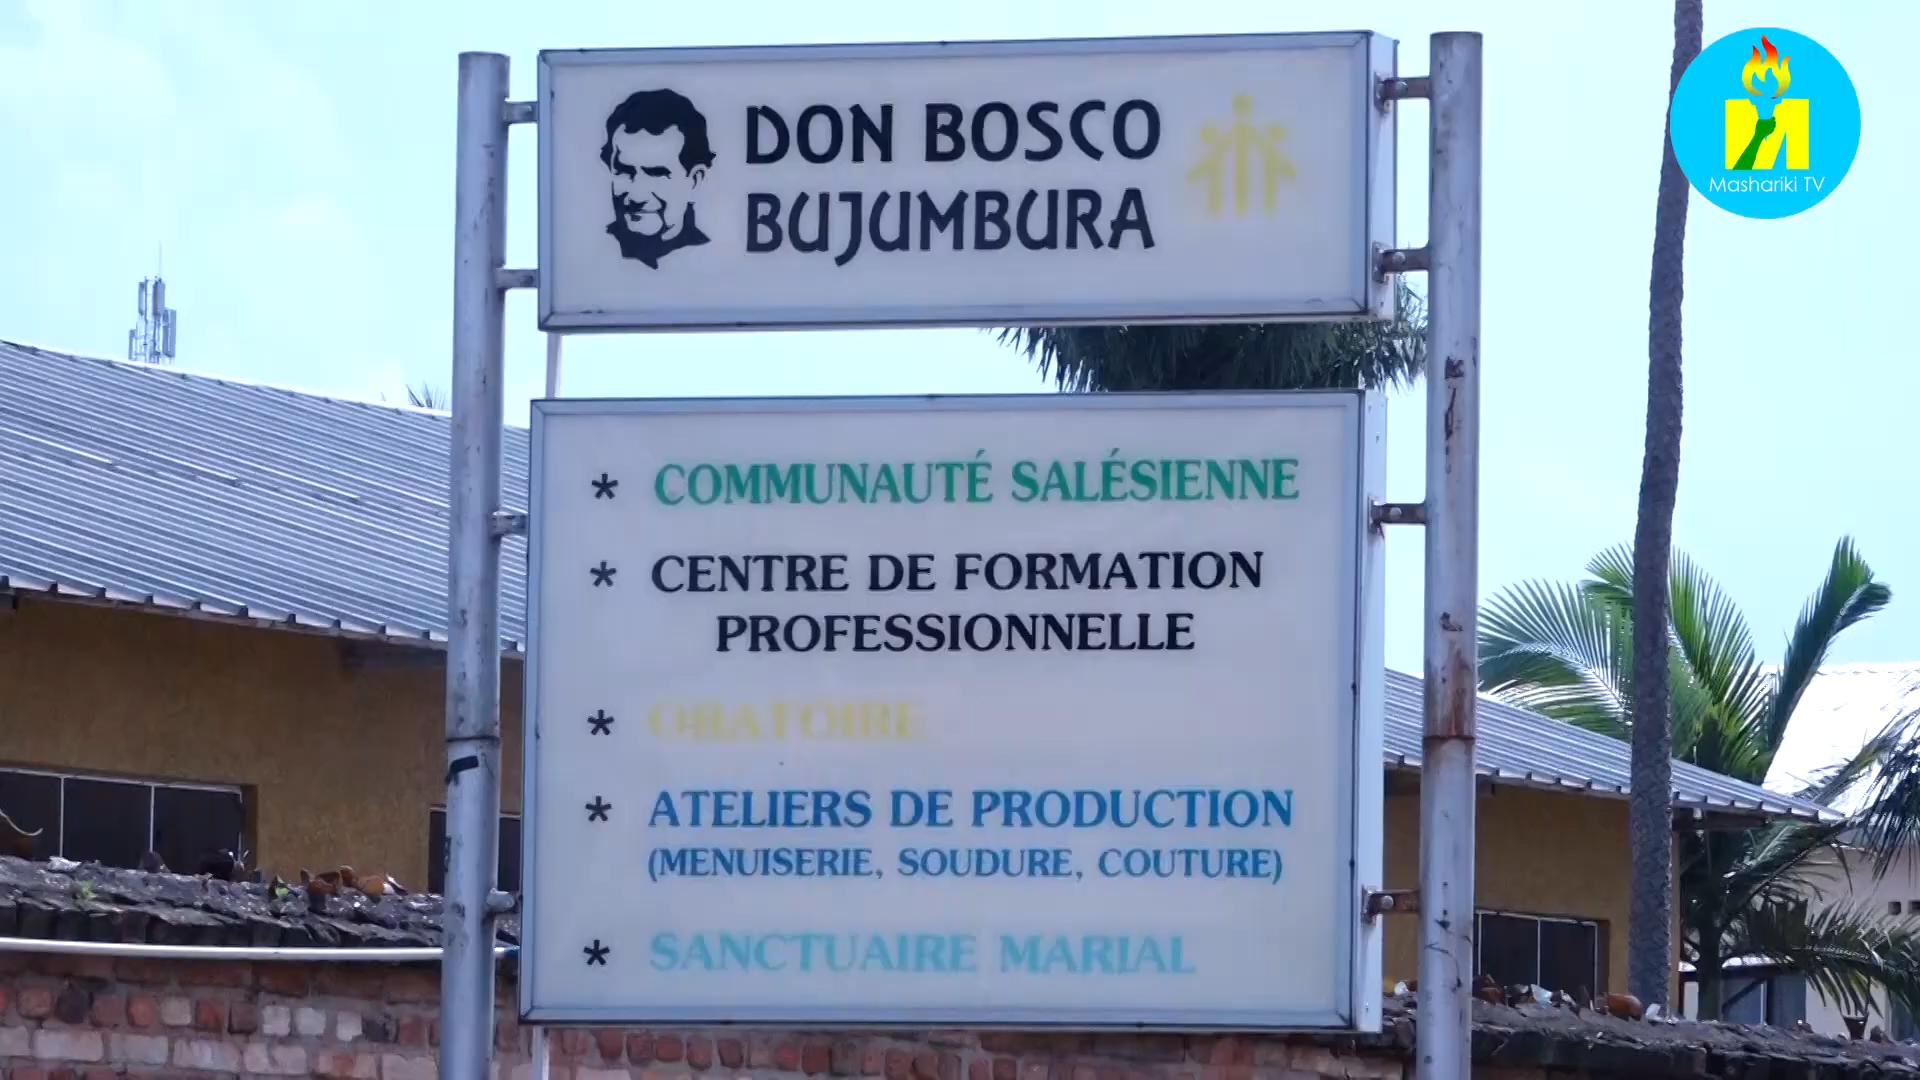 DON BOSCO
BUJUMBURA
Mashariki TV
* COMMUNAUTÉ SALÉSIENNE
* CENTRE DE FORMATION
PROFESSIONNELLE
* ORATOIRE
* ATELIERS DE PRODUCTION
(MENUISERIE, SOUDURE, COUTURE)
* SANCTUAIRE MARIAL